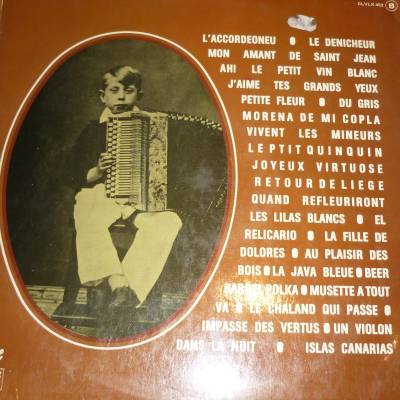 CLVLX 453 B
L'ACCORDEONEU O LE DENICHEUR
MON AMANT DE SAINT JEAN
AH! LE PETIT VIN BLANC
J'AIME TES GRANDS YEUX
PETITE FLEUR O DU GRIS
MORENA DE MI COPLA
VIVENT LES MINEURS
LE PTIT QUINQUIN
JOYEUX VIRTUOSE
RETOUR DE LIEGE
QUAND REFLEURIRONT
LES LILAS BLANCS O EL
RELICARIO O LA FILLE DE
DOLORES O AU PLAISIR DES
BOIS O LA JAVA BLEUE O BEER
BARREL POLKA O MUSETTE A TOUT
VA O LE CHALAND QUI PASSE O
IMPASSE DES VERTUS O UN VIOLON
DANS LA NUIT O ISLAS CANARIAS